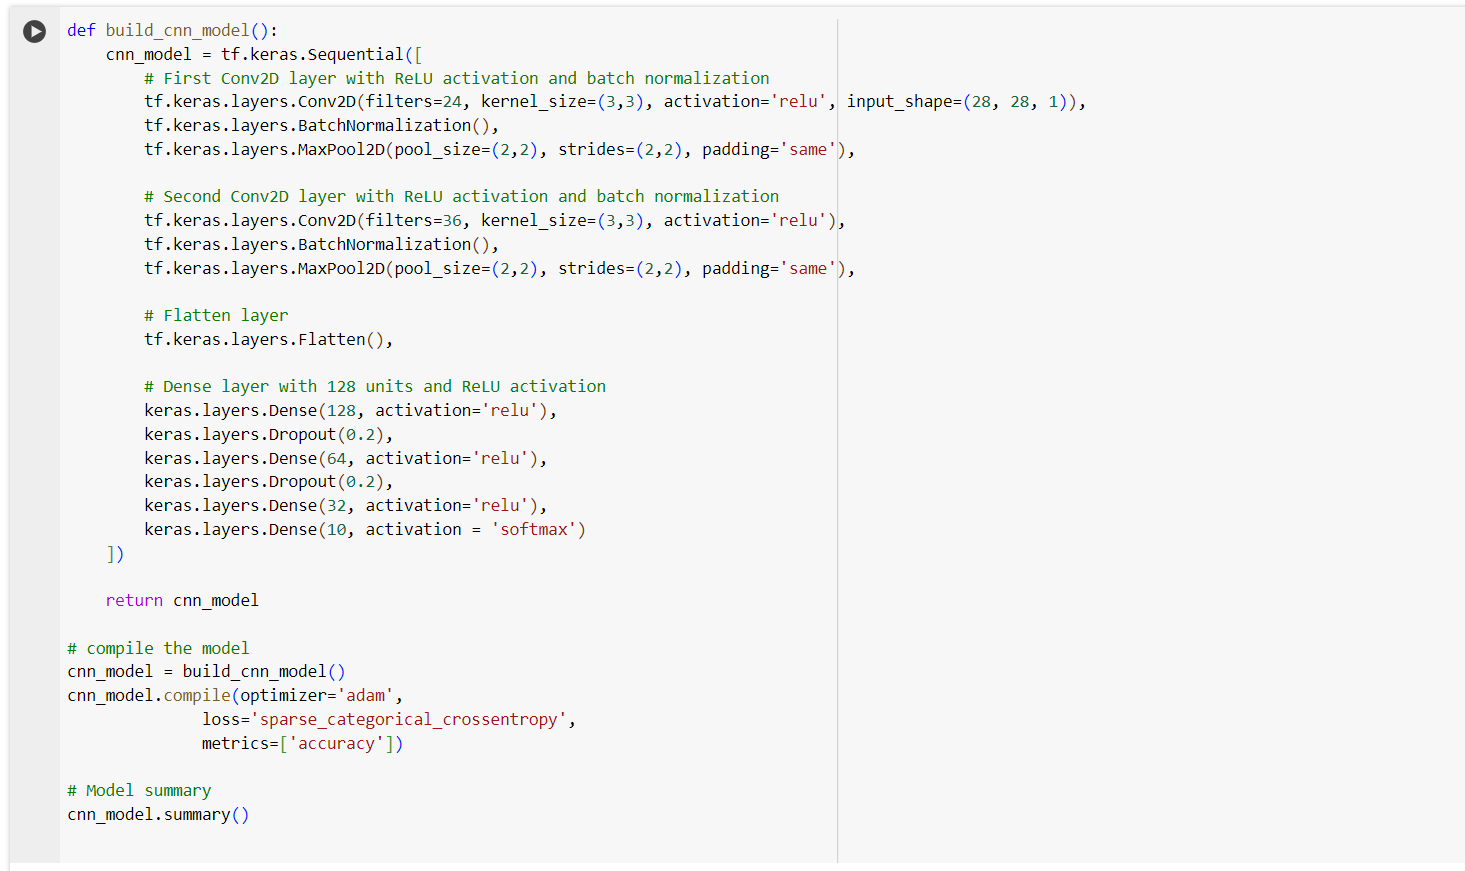 def build_cnn_model():
    cnn_model = tf.keras.Sequential([
        # First Conv2D layer with ReLU activation and batch normalization
        tf.keras.layers.Conv2D(filters=24, kernel_size=(3,3), activation='relu', input_shape=(28, 28, 1)),
        tf.keras.layers.BatchNormalization(),
        tf.keras.layers.MaxPool2D(pool_size=(2,2), strides=(2,2), padding='same'),

        # Second Conv2D layer with ReLU activation and batch normalization
        tf.keras.layers.Conv2D(filters=36, kernel_size=(3,3), activation='relu'),
        tf.keras.layers.BatchNormalization(),
        tf.keras.layers.MaxPool2D(pool_size=(2,2), strides=(2,2), padding='same'),

        # Flatten layer
        tf.keras.layers.Flatten(),

        # Dense layer with 128 units and ReLU activation
        keras.layers.Dense(128, activation='relu'),
        keras.layers.Dropout(0.2),
        keras.layers.Dense(64, activation='relu'),
        keras.layers.Dropout(0.2),
        keras.layers.Dense(32, activation='relu'),
        keras.layers.Dense(10, activation = 'softmax')
    ])

    return cnn_model

# compile the model
cnn_model = build_cnn_model()
cnn_model.compile(optimizer='adam',
              loss='sparse_categorical_crossentropy',
              metrics=['accuracy'])

# Model summary
cnn_model.summary()